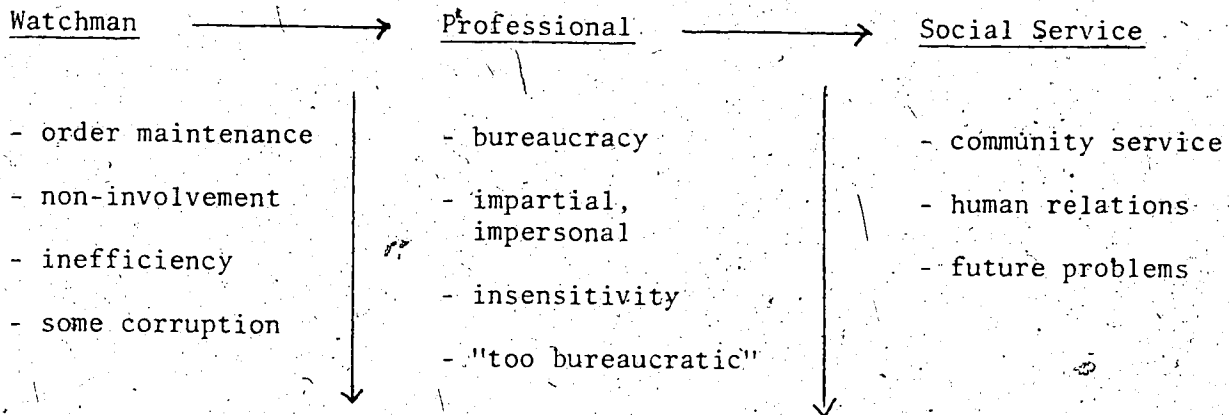 Watchman
Professional
Social Service
- order maintenance
- non-involvement
- inefficiency
- some corruption
- bureaucracy
- impartial,
impersonal
- insensitivity
- "too bureaucratic"
- community service
- human relations
- future problems